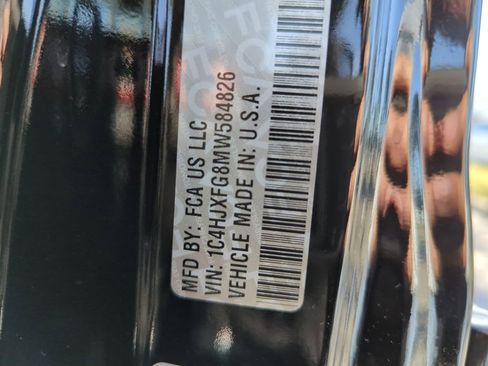 MFD BY: FCA US LLC
VIN: 1C4HJXFG8MW584826
VEHICLE MADE IN: U.S.A.